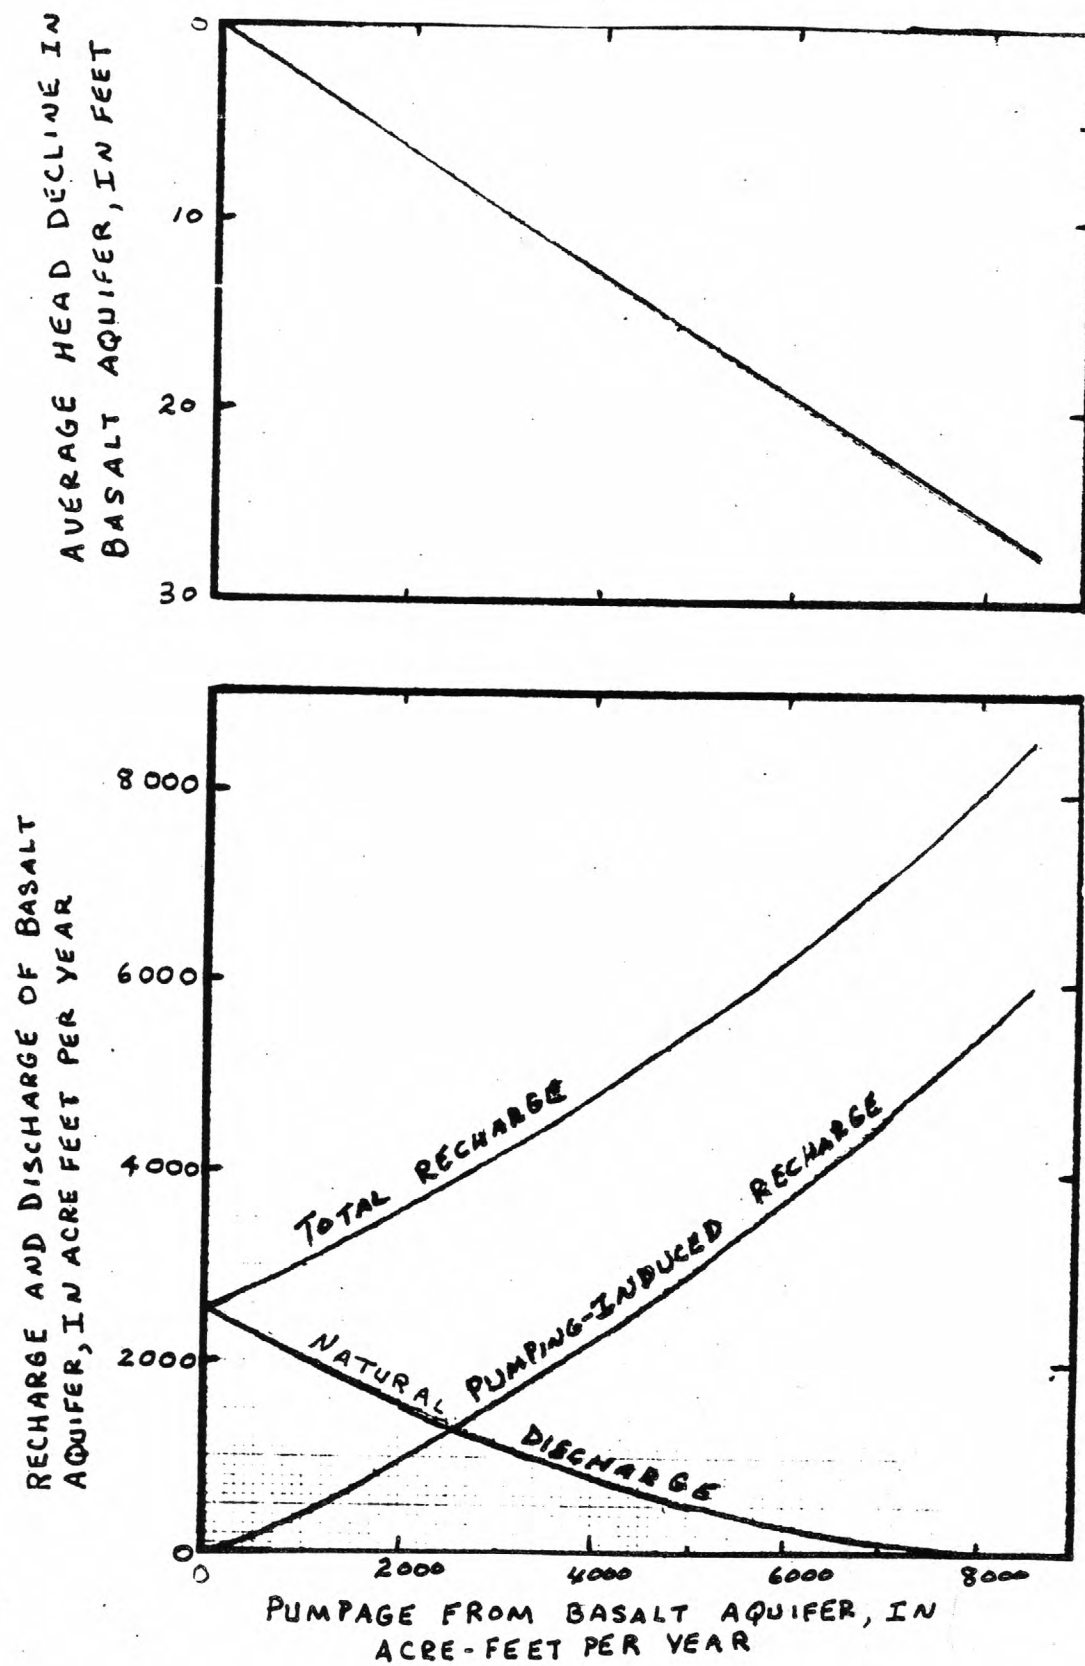 AVERAGE HEAD DECLINE IN
BASALT AQUIFER, IN FEET
0
10
20
30
RECHARGE AND DISCHARGE OF BASALT
AQUIFER, IN ACRE FEET PER YEAR
8000
6000
4000
2000
0
TOTAL RECHARGE
PUMPING-INDUCED RECHARGE
NATURAL DISCHARGE
0 2000 4000 6000 8000
PUMPAGE FROM BASALT AQUIFER, IN
ACRE-FEET PER YEAR